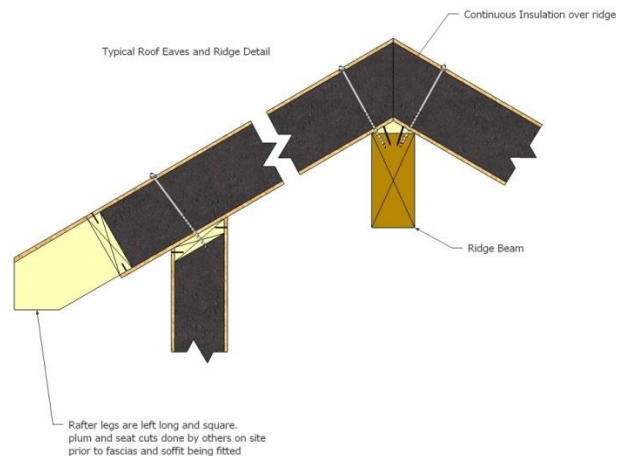 Continuous Insulation over ridge
Typical Roof Eaves and Ridge Detail
Ridge Beam
Rafter legs are left long and square.
plum and seat cuts done by others on site
prior to fascias and soffit being fitted